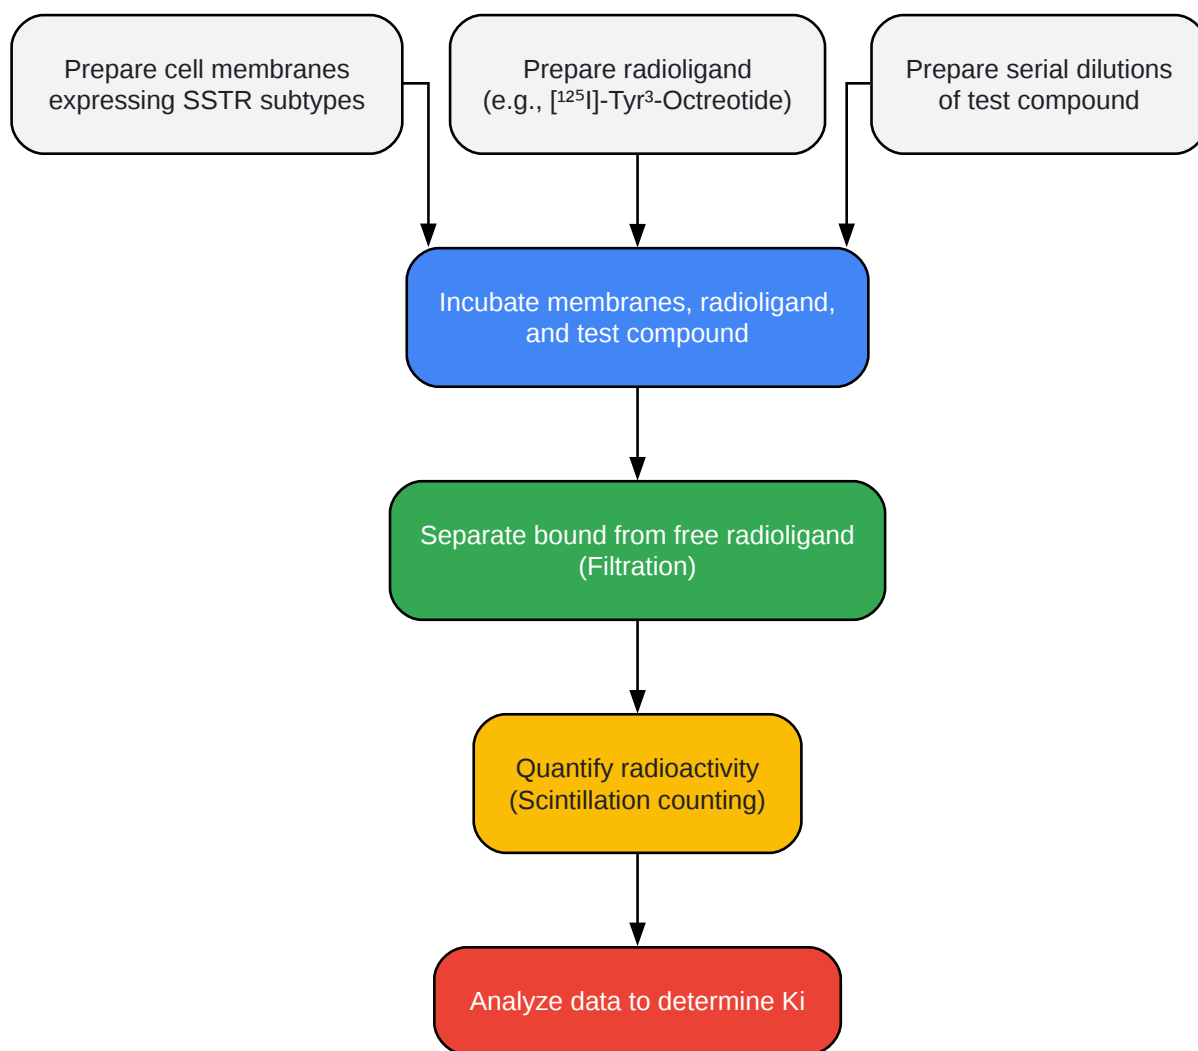 Prepare cell membranes
expressing SSTR subtypes
Prepare radioligand
(e.g., [¹²⁵I]-Tyr³-Octreotide)
Prepare serial dilutions
of test compound
Incubate membranes, radioligand,
and test compound
Separate bound from free radioligand
(Filtration)
Quantify radioactivity
(Scintillation counting)
Analyze data to determine Ki